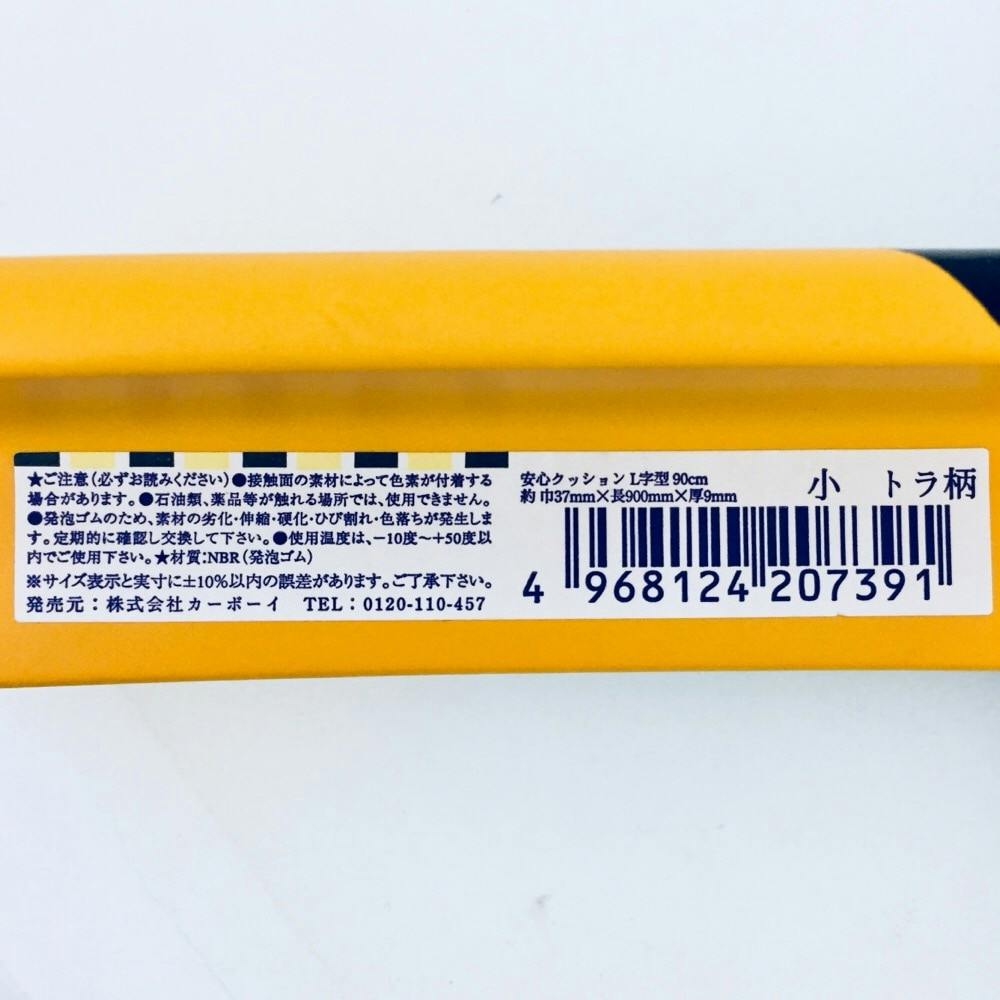 ★ご注意（必ずお読みください）●接触面の素材によって色素が付着する
場合があります。●石油類、薬品等が触れる場所では、使用できません。
●発泡ゴムのため、素材の劣化・伸縮・硬化・ひび割れ・色落ちが発生しま
す。定期的に確認し交換して下さい。●使用温度は、−10度〜+50度以
内でご使用下さい。★材質：NBR（発泡ゴム）
※サイズ表示と実寸に±10%以内の誤差があります。ご了承下さい。
発売元：株式会社カーボーイ　TEL：0120-110-457
安心クッション L字型 90cm
約 巾37mm×長900mm×厚9mm
小　トラ柄
4 968124 207391